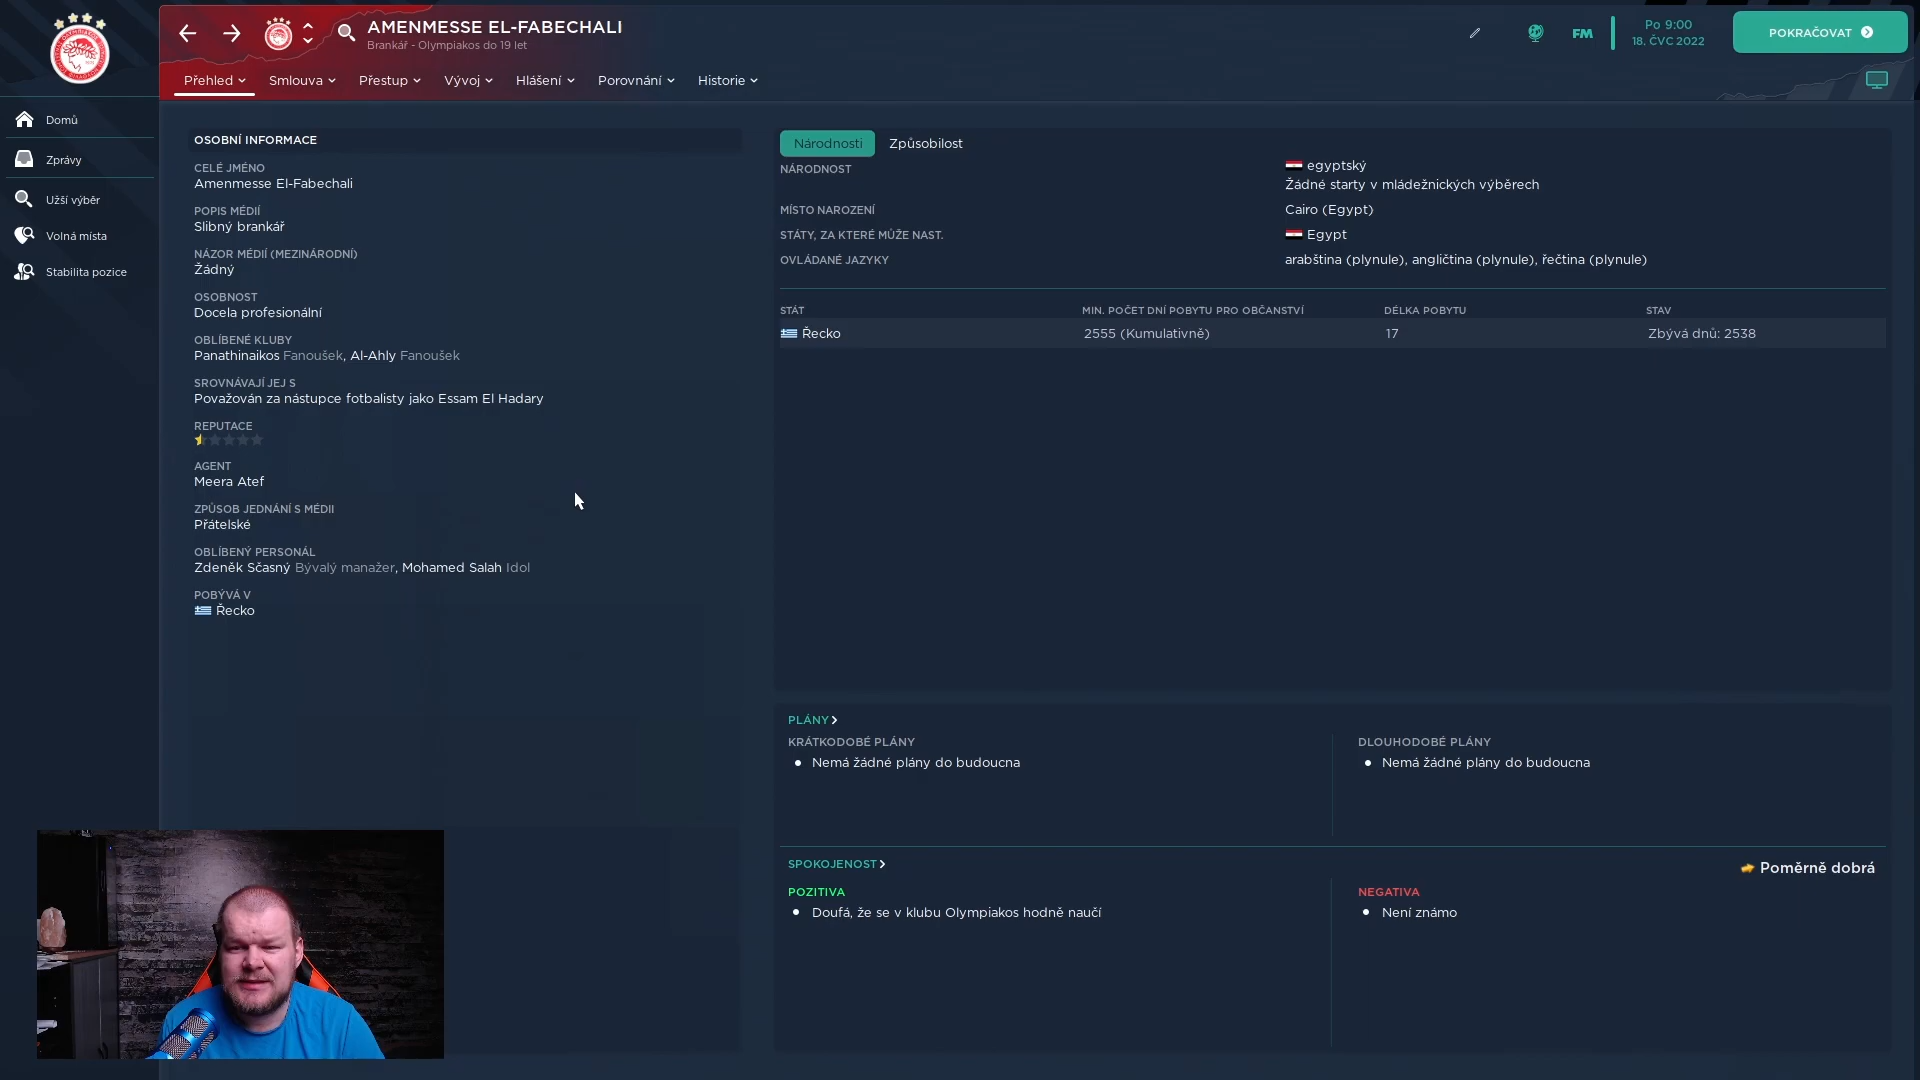 AMENMESSE EL-FABECHALI
Brankář - Olympiakos do 19 let
FM
Po 9:00
18. ČVC 2022
POKRAČOVAT
Přehled
Smlouva
Přestup
Vývoj
Hlášení
Porovnání
Historie
Domů
Zprávy
Užší výběr
Volná místa
Stabilita pozice
OSOBNÍ INFORMACE
CELÉ JMÉNO
Amenmesse El-Fabechali
POPIS MÉDIÍ
Slibný brankář
NÁZOR MÉDIÍ (MEZINÁRODNÍ)
Žádný
OSOBNOST
Docela profesionální
OBLÍBENÉ KLUBY
Panathinaikos Fanoušek, Al-Ahly Fanoušek
SROVNÁVAJÍ JEJ S
Považován za nástupce fotbalisty jako Essam El Hadary
REPUTACE
AGENT
Meera Atef
ZPŮSOB JEDNÁNÍ S MÉDII
Přátelské
OBLÍBENÝ PERSONÁL
Zdeněk Sčasný Bývalý manažer, Mohamed Salah Idol
POBÝVÁ V
Řecko
Národnosti
Způsobilost
NÁRODNOST
egyptský
Žádné starty v mládežnických výběrech
MÍSTO NAROZENÍ
Cairo (Egypt)
STÁTY, ZA KTERÉ MŮŽE NAST.
Egypt
OVLÁDANÉ JAZYKY
arabština (plynule), angličtina (plynule), řečtina (plynule)
STÁT
MIN. POČET DNÍ POBYTU PRO OBČANSTVÍ
DÉLKA POBYTU
STAV
Řecko
2555 (Kumulativně)
17
Zbývá dnů: 2538
PLÁNY
KRÁTKODOBÉ PLÁNY
Nemá žádné plány do budoucna
DLOUHODOBÉ PLÁNY
Nemá žádné plány do budoucna
SPOKOJENOST
Poměrně dobrá
POZITIVA
Doufá, že se v klubu Olympiakos hodně naučí
NEGATIVA
Není známo